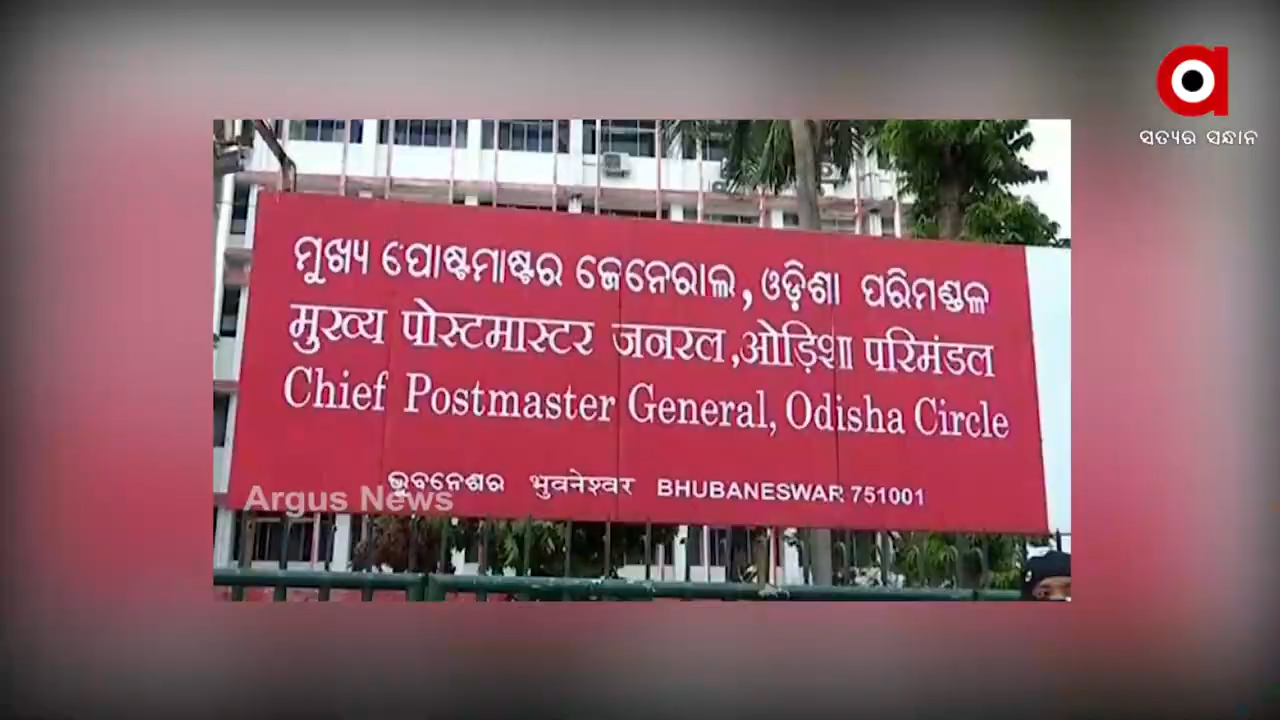 ସତ୍ୟର ସନ୍ଧାନ
ମୁଖ୍ୟ ପୋଷ୍ଟମାଷ୍ଟର ଜେନେରାଲ, ଓଡ଼ିଶା ପରିମଣ୍ଡଳ
मुख्य पोस्टमास्टर जनरल, ओड़िशा परिमंडल
Chief Postmaster General, Odisha Circle
ଭୁବନେଶ୍ଵର भुवनेश्वर BHUBANESWAR 751001
Argus News